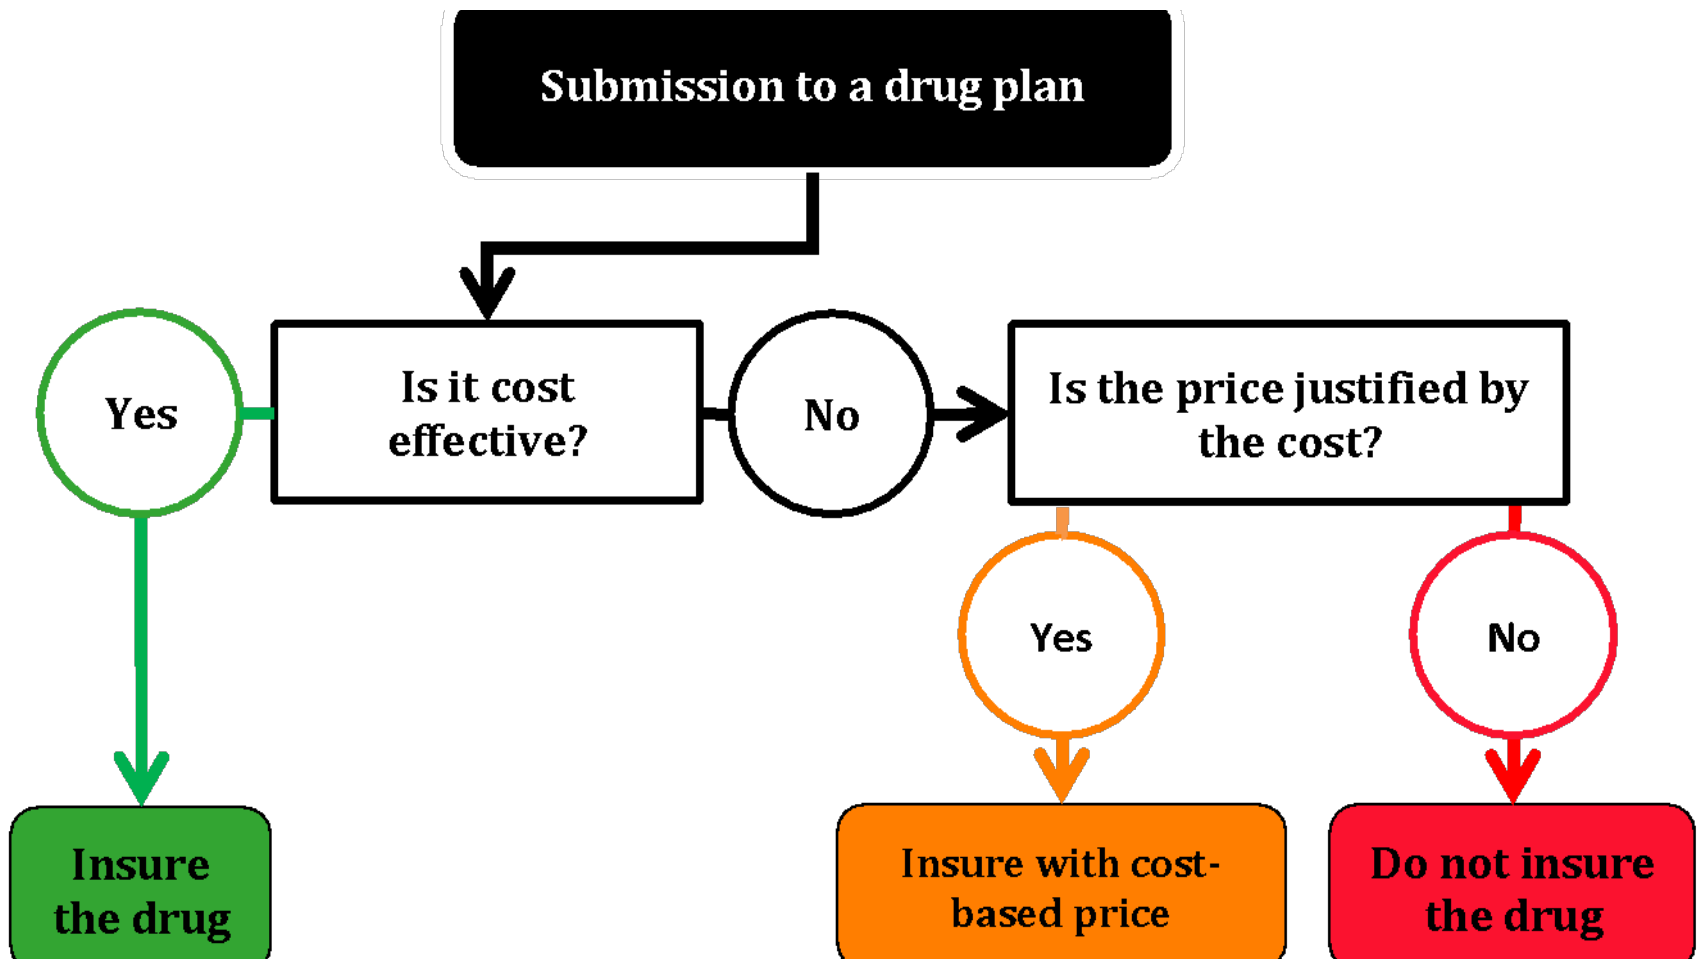 Submission to a drug plan
Yes
Is it cost
effective?
No
Is the price justified by
the cost?
Yes
No
Insure
the drug
Insure with cost-
based price
Do not insure
the drug